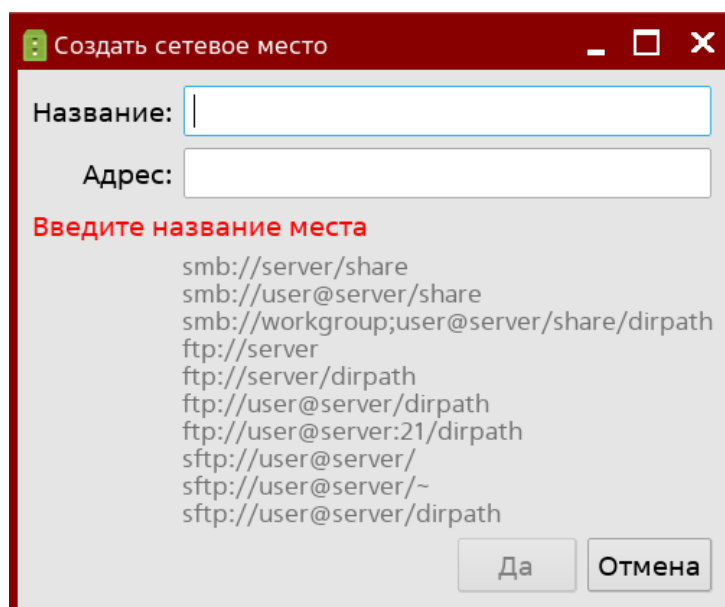 Создать сетевое место
Название:
Адрес:
Введите название места
smb://server/share
smb://user@server/share
smb://workgroup;user@server/share/dirpath
ftp://server
ftp://server/dirpath
ftp://user@server/dirpath
ftp://user@server:21/dirpath
sftp://user@server/
sftp://user@server/~
sftp://user@server/dirpath
Да Отмена